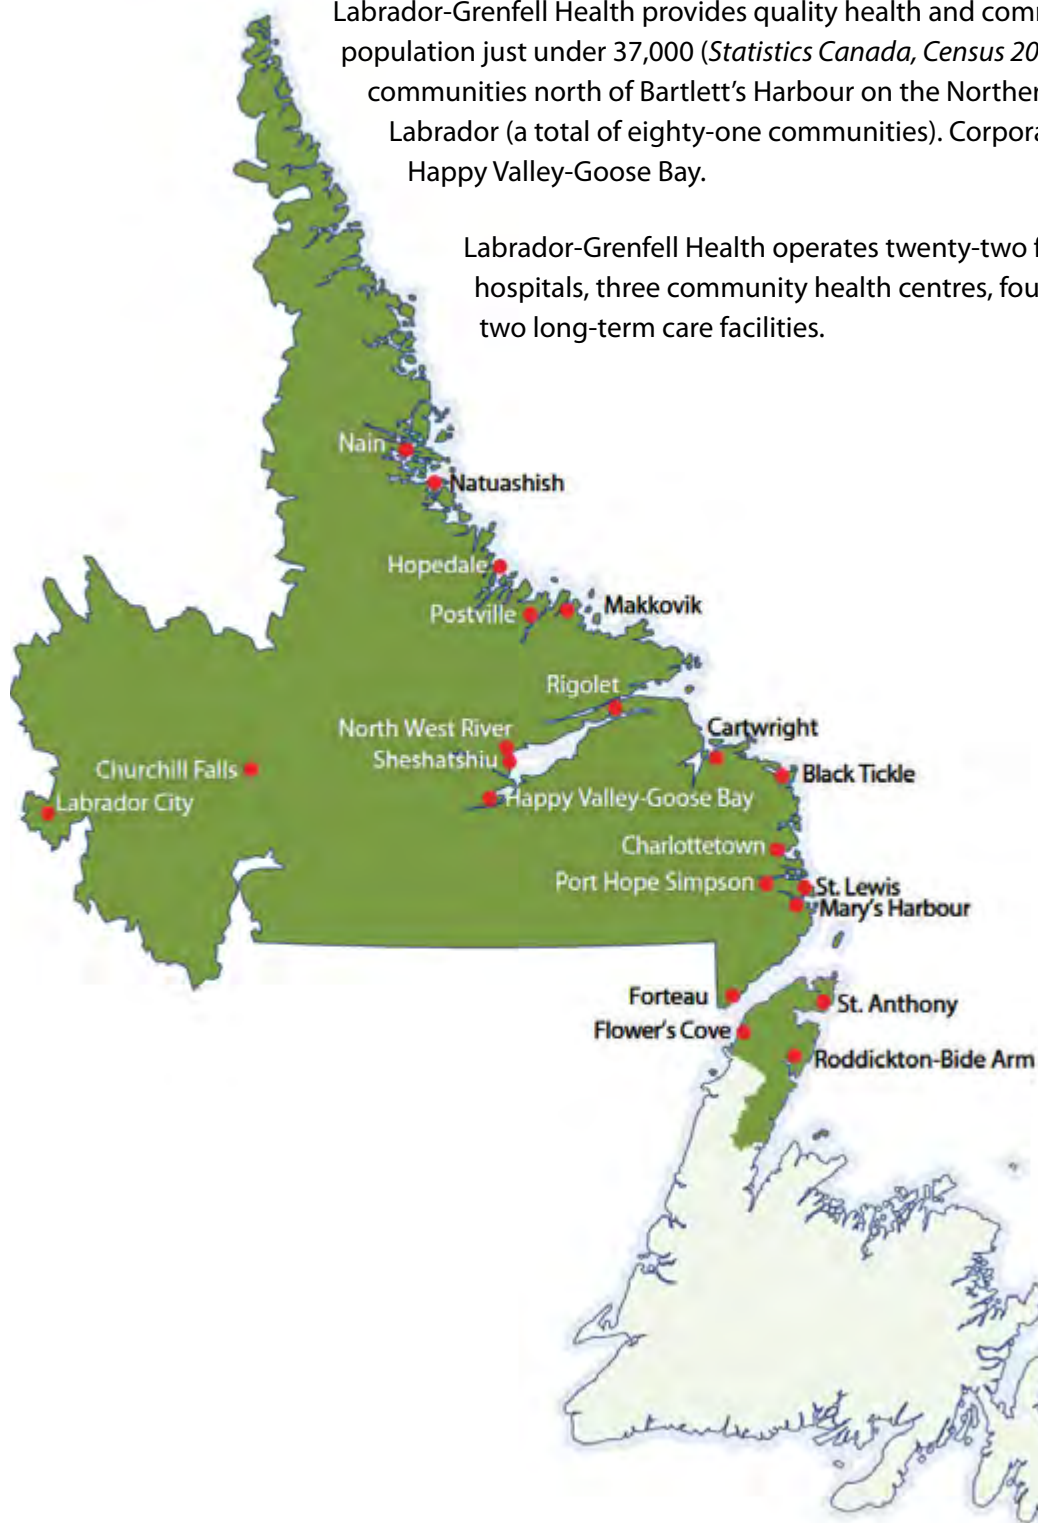 Labrador-Grenfell Health provides quality health and com
population just under 37,000 (Statistics Canada, Census 20
communities north of Bartlett's Harbour on the Norther
Labrador (a total of eighty-one communities). Corpora
Happy Valley-Goose Bay.
Labrador-Grenfell Health operates twenty-two f
hospitals, three community health centres, fou
two long-term care facilities.
Nain
Natuashish
Hopedale
Postville
Makkovik
Rigolet
North West River
Cartwright
Sheshatshiu
Churchill Falls
Black Tickle
Labrador City
Happy Valley-Goose Bay
Charlottetown
Port Hope Simpson
St. Lewis
Mary's Harbour
Forteau
St. Anthony
Flower's Cove
Roddickton-Bide Arm